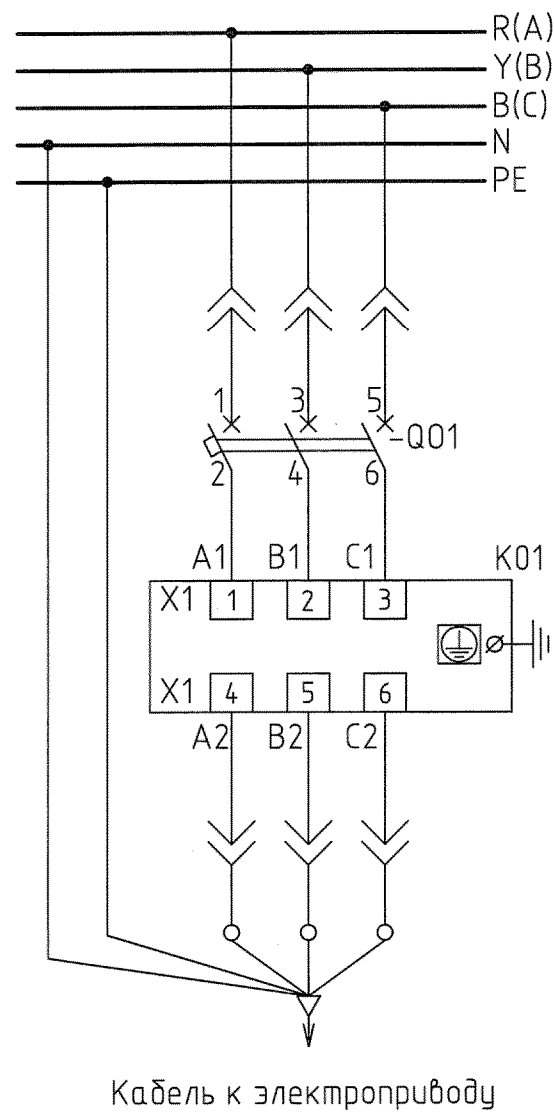 R(A)
Y(B)
B(C)
N
PE
1 3 5
-Q01
2 4 6
A1 B1 C1 K01
X1 1 2 3
X1 4 5 6
A2 B2 C2
Кабель к электроприводу